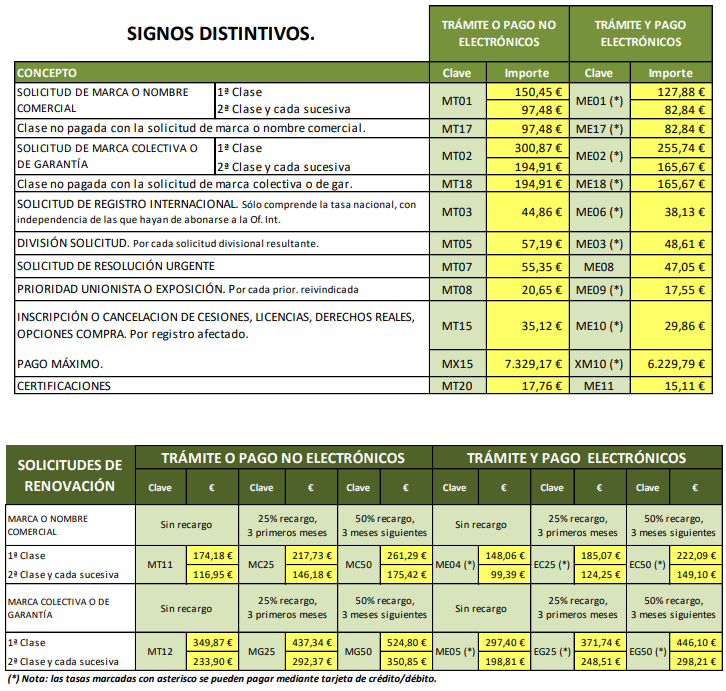 SIGNOS DISTINTIVOS.
TRÁMITE O PAGO NO ELECTRÓNICOS
TRÁMITE Y PAGO ELECTRÓNICOS
CONCEPTO Clave Importe Clave Importe
SOLICITUD DE MARCA O NOMBRE COMERCIAL
1ª Clase MT01 150,45 € ME01 (*) 127,88 €
2ª Clase y cada sucesiva 97,48 € 82,84 €
Clase no pagada con la solicitud de marca o nombre comercial. MT17 97,48 € ME17 (*) 82,84 €
SOLICITUD DE MARCA COLECTIVA O DE GARANTÍA
1ª Clase MT02 300,87 € ME02 (*) 255,74 €
2ª Clase y cada sucesiva 194,91 € 165,67 €
Clase no pagada con la solicitud de marca colectiva o de gar. MT18 194,91 € ME18 (*) 165,67 €
SOLICITUD DE REGISTRO INTERNACIONAL. Sólo comprende la tasa nacional, con
independencia de las que hayan de abonarse a la Of. Int. MT03 44,86 € ME06 (*) 38,13 €
DIVISIÓN SOLICITUD. Por cada solicitud divisional resultante. MT05 57,19 € ME03 (*) 48,61 €
SOLICITUD DE RESOLUCIÓN URGENTE MT07 55,35 € ME08 47,05 €
PRIORIDAD UNIONISTA O EXPOSICIÓN. Por cada prior. reivindicada MT08 20,65 € ME09 (*) 17,55 €
INSCRIPCIÓN O CANCELACION DE CESIONES, LICENCIAS, DERECHOS REALES,
OPCIONES COMPRA. Por registro afectado. MT15 35,12 € ME10 (*) 29,86 €
PAGO MÁXIMO. MX15 7.329,17 € XM10 (*) 6.229,79 €
CERTIFICACIONES MT20 17,76 € ME11 15,11 €
SOLICITUDES DE RENOVACIÓN
TRÁMITE O PAGO NO ELECTRÓNICOS TRÁMITE Y PAGO ELECTRÓNICOS
Clave € Clave € Clave € Clave € Clave € Clave €
MARCA O NOMBRE COMERCIAL
Sin recargo
25% recargo, 3 primeros meses
50% recargo, 3 meses siguientes
Sin recargo
25% recargo, 3 primeros meses
50% recargo, 3 meses siguientes
1ª Clase MT11 174,18 € MC25 217,73 € MC50 261,29 € ME04 (*) 148,06 € EC25 (*) 185,07 € EC50 (*) 222,09 €
2ª Clase y cada sucesiva 116,95 € 146,18 € 175,42 € 99,39 € 124,25 € 149,10 €
MARCA COLECTIVA O DE GARANTÍA
Sin recargo
25% recargo, 3 primeros meses
50% recargo, 3 meses siguientes
Sin recargo
25% recargo, 3 primeros meses
50% recargo, 3 meses siguientes
1ª Clase MT12 349,87 € MG25 437,34 € MG50 524,80 € ME05 (*) 297,40 € EG25 (*) 371,74 € EG50 (*) 446,10 €
2ª Clase y cada sucesiva 233,90 € 292,37 € 350,85 € 198,81 € 248,51 € 298,21 €
(*) Nota: las tasas marcadas con asterisco se pueden pagar mediante tarjeta de crédito/débito.